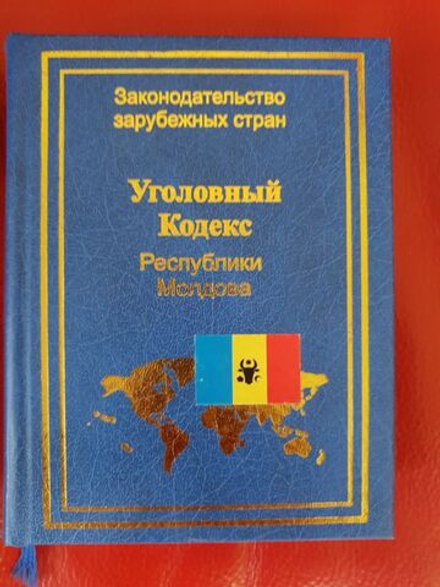 Законодательство
зарубежных стран
Уголовный
Кодекс
Республики
Молдова